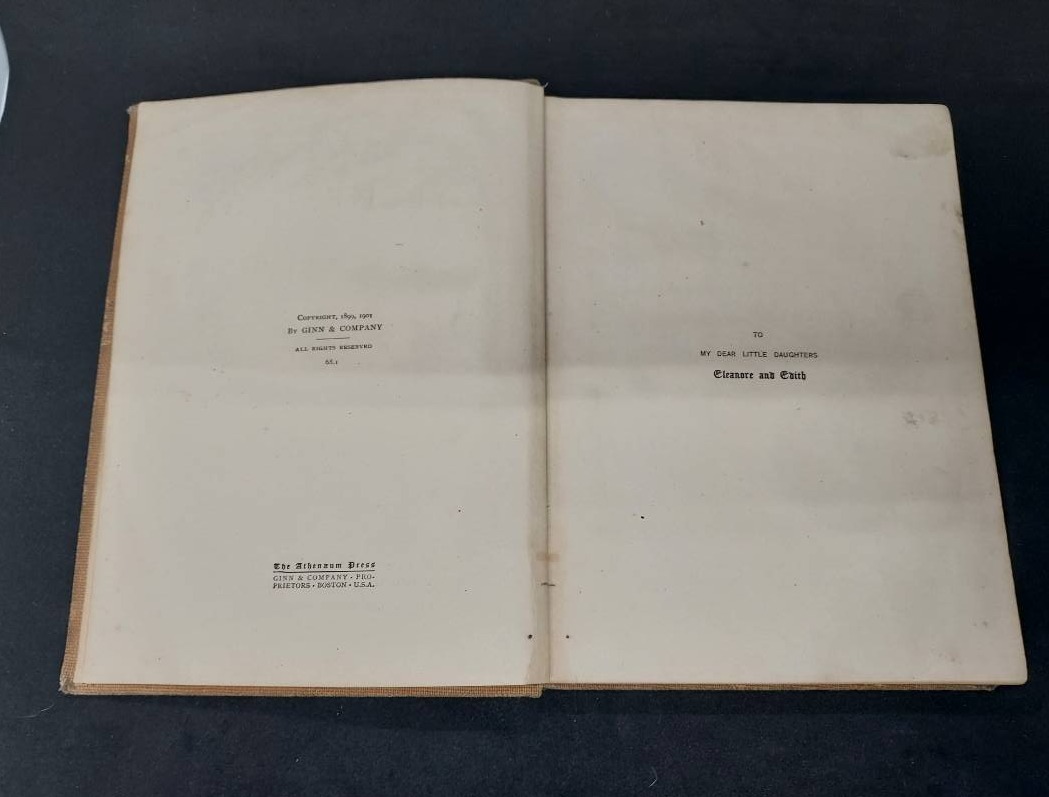 COPYRIGHT, 1899, 1901
BY GINN & COMPANY
ALL RIGHTS RESERVED
68.1
The Athenæum Press
GINN & COMPANY · PRO-
PRIETORS · BOSTON · U.S.A.
TO
MY DEAR LITTLE DAUGHTERS
Eleanore and Edith